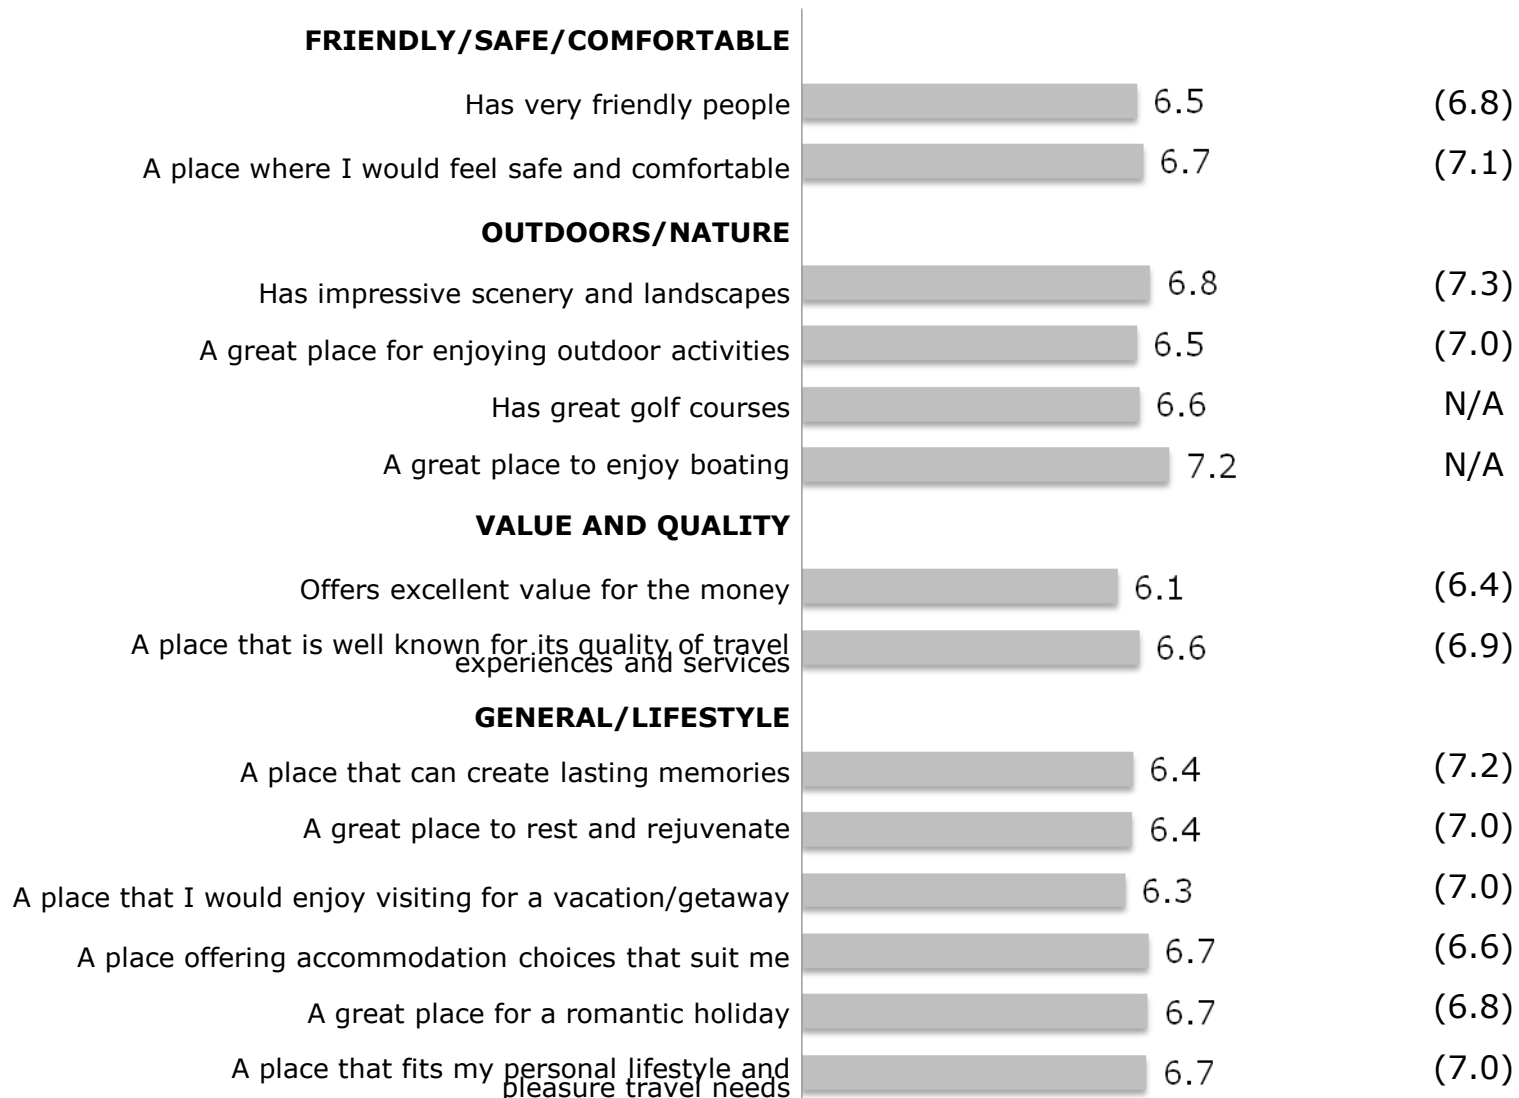 FRIENDLY/SAFE/COMFORTABLE
Has very friendly people 6.5 (6.8)
A place where I would feel safe and comfortable 6.7 (7.1)
OUTDOORS/NATURE
Has impressive scenery and landscapes 6.8 (7.3)
A great place for enjoying outdoor activities 6.5 (7.0)
Has great golf courses 6.6 N/A
A great place to enjoy boating 7.2 N/A
VALUE AND QUALITY
Offers excellent value for the money 6.1 (6.4)
A place that is well known for its quality of travel
experiences and services 6.6 (6.9)
GENERAL/LIFESTYLE
A place that can create lasting memories 6.4 (7.2)
A great place to rest and rejuvenate 6.4 (7.0)
A place that I would enjoy visiting for a vacation/getaway 6.3 (7.0)
A place offering accommodation choices that suit me 6.7 (6.6)
A great place for a romantic holiday 6.7 (6.8)
A place that fits my personal lifestyle and
pleasure travel needs 6.7 (7.0)